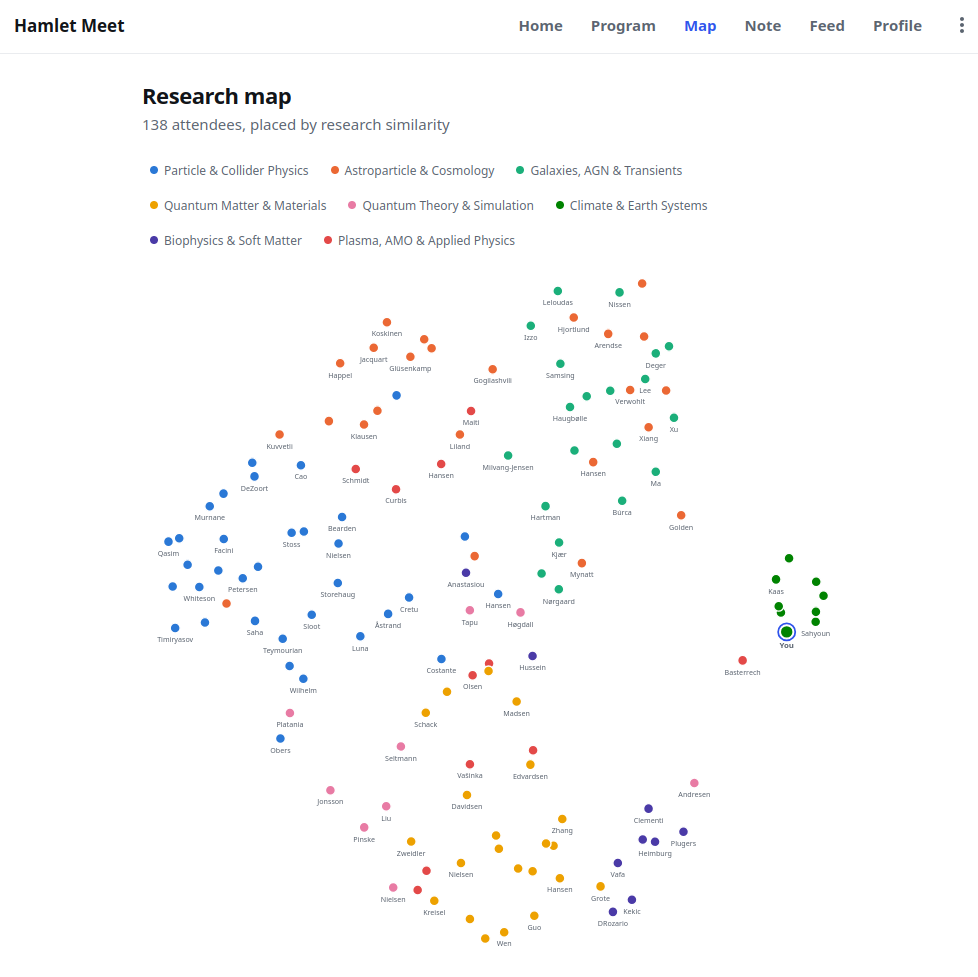 Hamlet Meet
Home Program Map Note Feed Profile
Research map
138 attendees, placed by research similarity
Particle & Collider Physics Astroparticle & Cosmology Galaxies, AGN & Transients
Quantum Matter & Materials Quantum Theory & Simulation Climate & Earth Systems
Biophysics & Soft Matter Plasma, AMO & Applied Physics
Leloudas
Nissen
Koskinen
Hjortlund
Izzo
Arendse
Jacquart
Glüsenkamp
Deger
Happel
Gogilashvili
Samsing
Lee
Verwohlt
Maiti
Haugbølle
Xu
Klausen
Xiang
Kuvvetli
Liland
Milvang-Jensen
Hansen
Hansen
Cao
Schmidt
Ma
DeZoort
Curbis
Murnane
Hartman
Burca
Golden
Bearden
Stoss
Facini
Qasim
Nielsen
Kjær
Mynatt
Anastasiou
Petersen
Kaas
Whiteson
Storehaug
Nørgaard
Hansen
Cretu
Tapu
Høgdall
Åstrand
Sloot
Saha
Sahyoun
Timiryasov
You
Teymourian
Luna
Hussein
Costante
Basterrech
Olsen
Wilhelm
Madsen
Platania
Schack
Obers
Seltmann
Vašinka
Edvardsen
Andresen
Jonsson
Davidsen
Liu
Clementi
Zhang
Pinske
Plugers
Zweidler
Heimburg
Nielsen
Vafa
Hansen
Grote
Nielsen
Kreisel
Kekic
DRozario
Guo
Wen